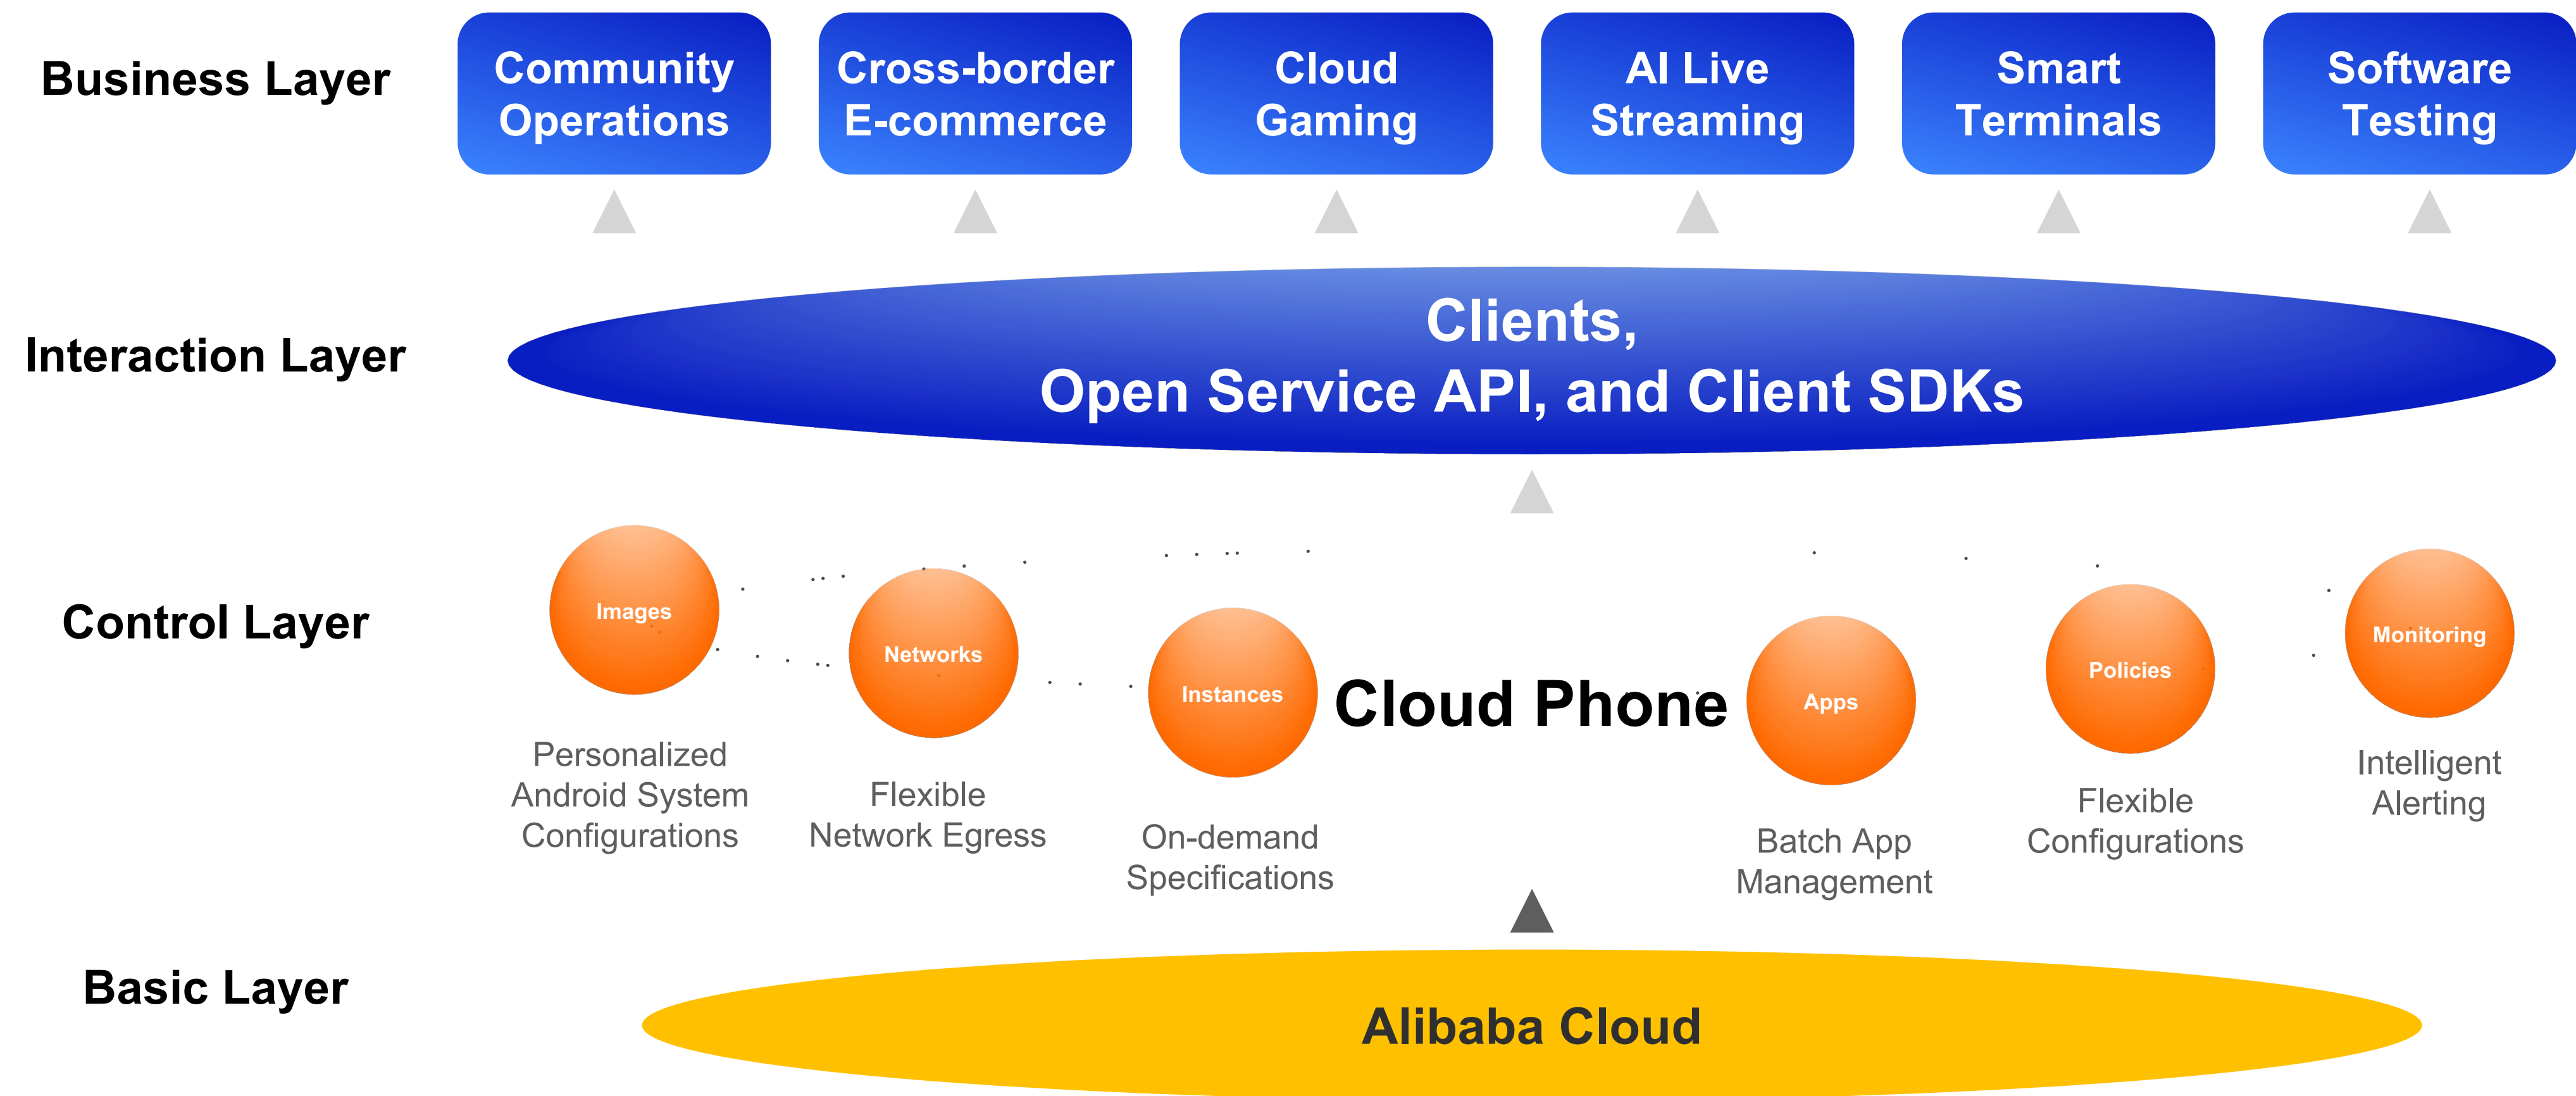 Business Layer
Community
Operations
Cross-border
E-commerce
Cloud
Gaming
AI Live
Streaming
Smart
Terminals
Software
Testing
Interaction Layer
Clients,
Open Service API, and Client SDKs
Control Layer
Images
Personalized
Android System
Configurations
Networks
Flexible
Network Egress
Instances
On-demand
Specifications
Cloud Phone
Apps
Batch App
Management
Policies
Flexible
Configurations
Monitoring
Intelligent
Alerting
Basic Layer
Alibaba Cloud